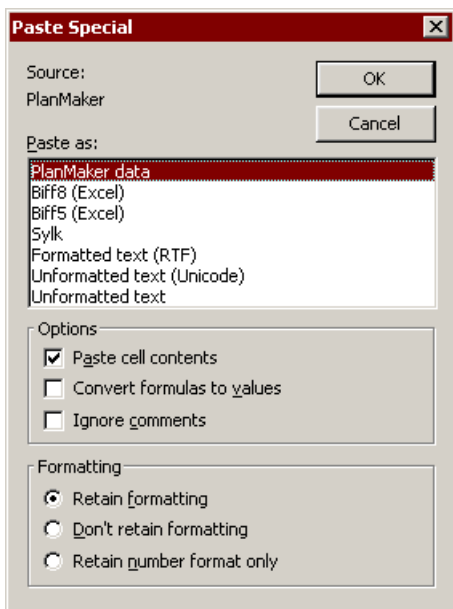 Paste Special
Source:
PlanMaker
OK
Cancel
Paste as:
PlanMaker data
Biff8 (Excel)
Biff5 (Excel)
Sylk
Formatted text (RTF)
Unformatted text (Unicode)
Unformatted text
Options
Paste cell contents
Convert formulas to values
Ignore comments
Formatting
Retain formatting
Don't retain formatting
Retain number format only